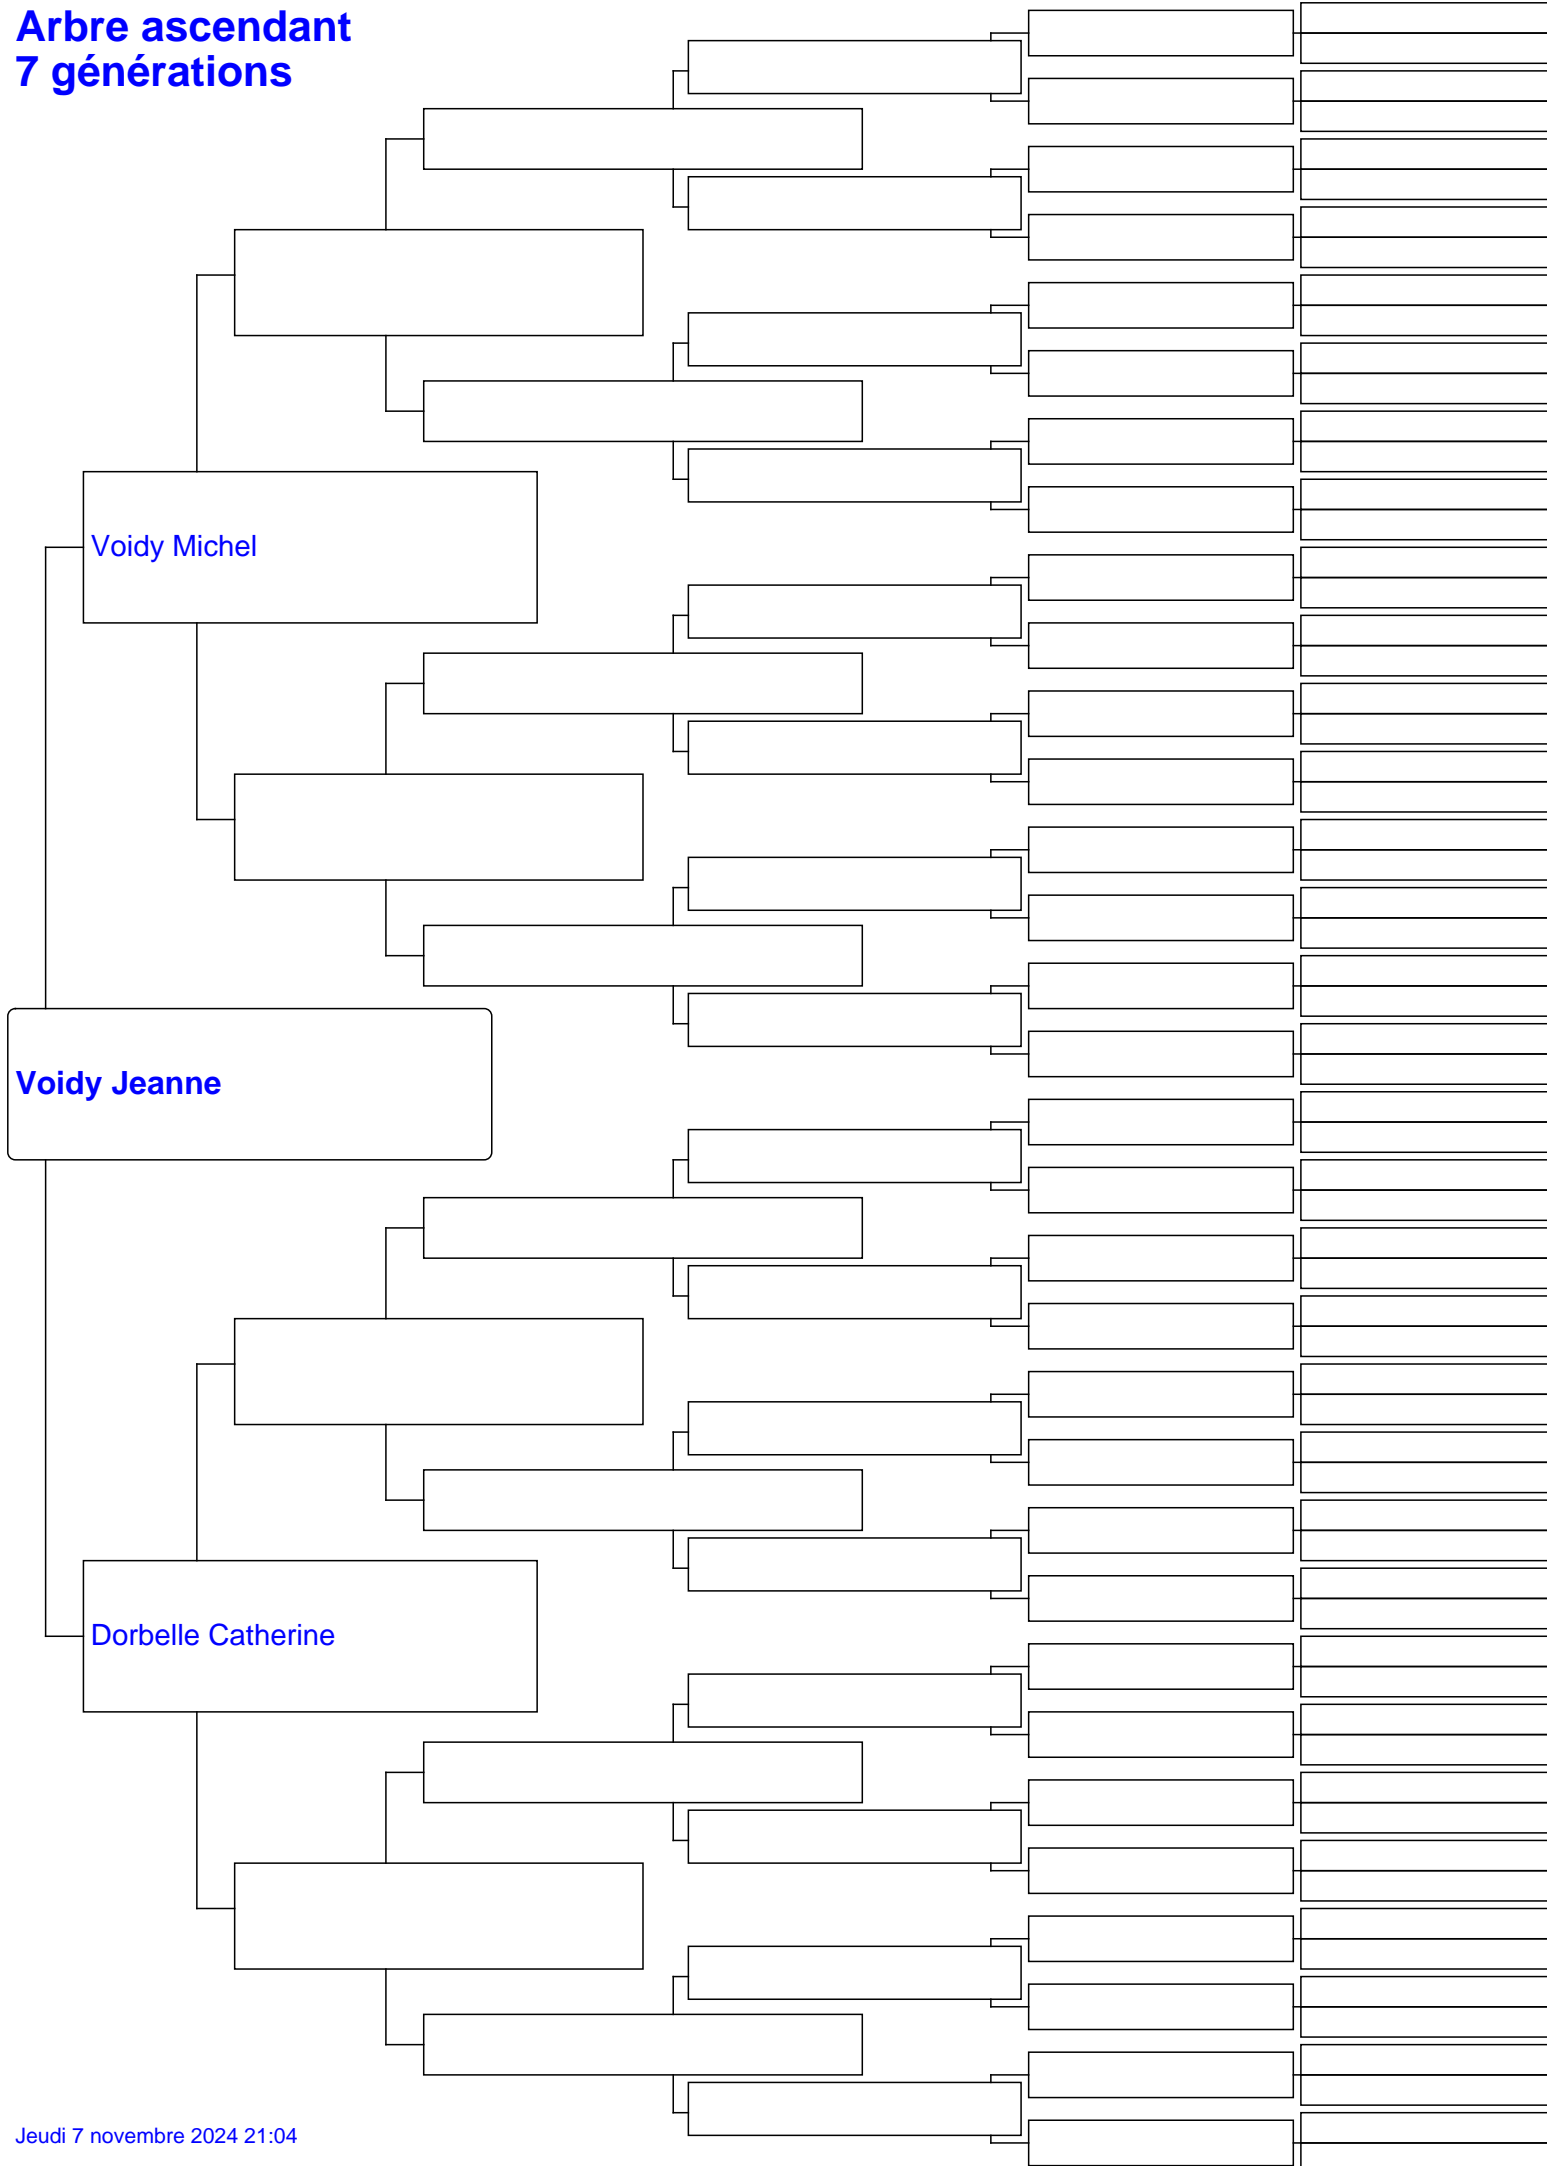 Arbre ascendant
7 générations
Voidy Michel
Voidy Jeanne
Dorbelle Catherine
Jeudi 7 novembre 2024 21:04